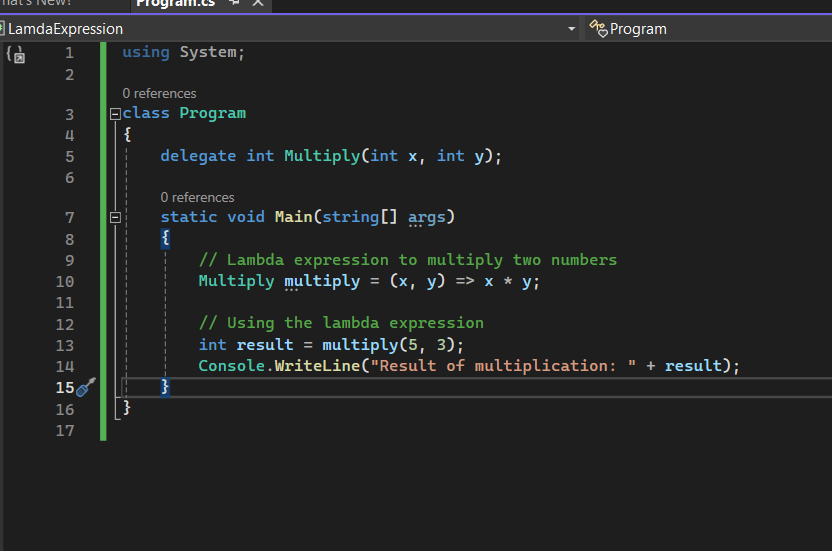 hat's New?
Program.cs
LamdaExpression
Program
1 using System;
2
0 references
3 class Program
4 {
5 delegate int Multiply(int x, int y);
6
0 references
7 static void Main(string[] args)
8 {
9 // Lambda expression to multiply two numbers
10 Multiply multiply = (x, y) => x * y;
11
12 // Using the lambda expression
13 int result = multiply(5, 3);
14 Console.WriteLine("Result of multiplication: " + result);
15 }
16 }
17